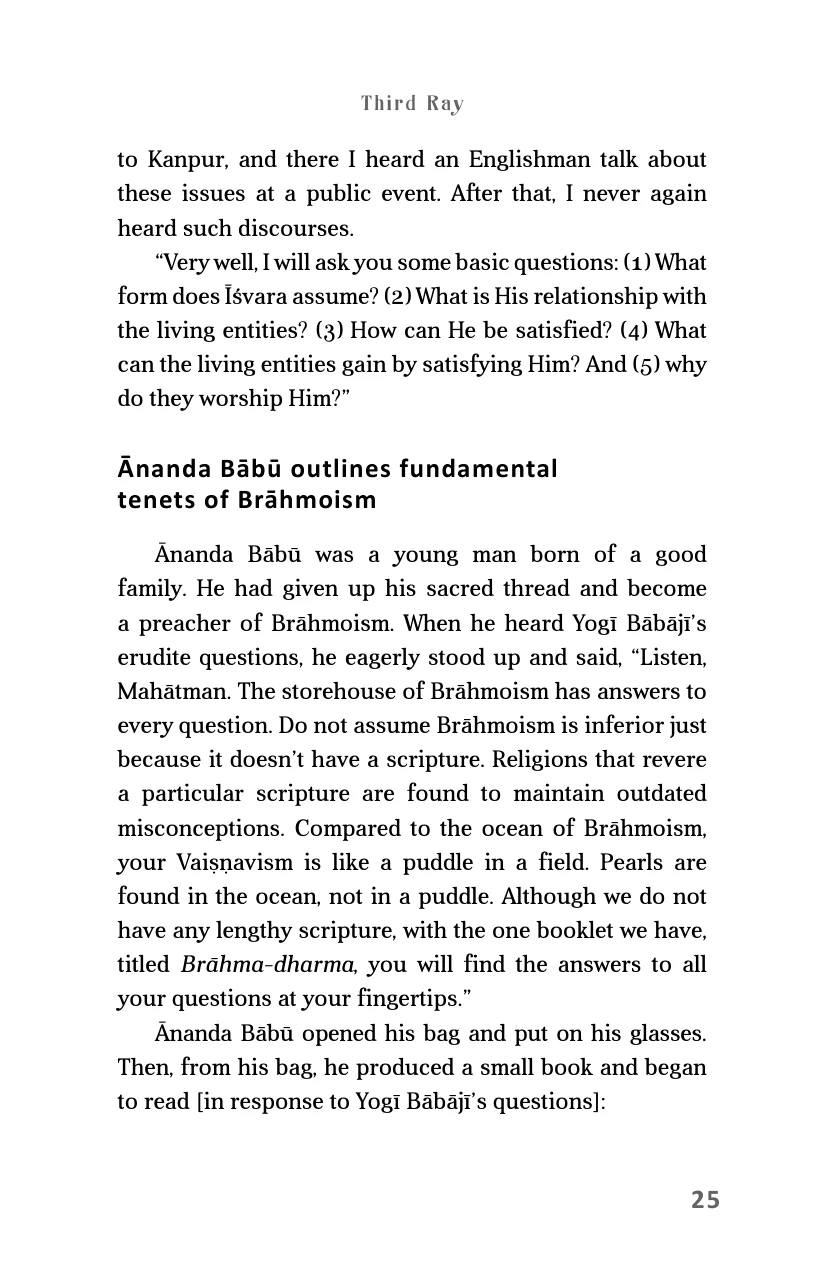 Third Ray
to Kanpur, and there I heard an Englishman talk about
these issues at a public event. After that, I never again
heard such discourses.
“Very well, I will ask you some basic questions: (1) What
form does Īśvara assume? (2) What is His relationship with
the living entities? (3) How can He be satisfied? (4) What
can the living entities gain by satisfying Him? And (5) why
do they worship Him?”
Ānanda Bābū outlines fundamental
tenets of Brāhmoism
Ānanda Bābū was a young man born of a good
family. He had given up his sacred thread and become
a preacher of Brāhmoism. When he heard Yogī Bābājī’s
erudite questions, he eagerly stood up and said, “Listen,
Mahātman. The storehouse of Brāhmoism has answers to
every question. Do not assume Brāhmoism is inferior just
because it doesn’t have a scripture. Religions that revere
a particular scripture are found to maintain outdated
misconceptions. Compared to the ocean of Brāhmoism,
your Vaiṣṇavism is like a puddle in a field. Pearls are
found in the ocean, not in a puddle. Although we do not
have any lengthy scripture, with the one booklet we have,
titled Brāhma-dharma, you will find the answers to all
your questions at your fingertips.”
Ānanda Bābū opened his bag and put on his glasses.
Then, from his bag, he produced a small book and began
to read [in response to Yogī Bābājī’s questions]:
25